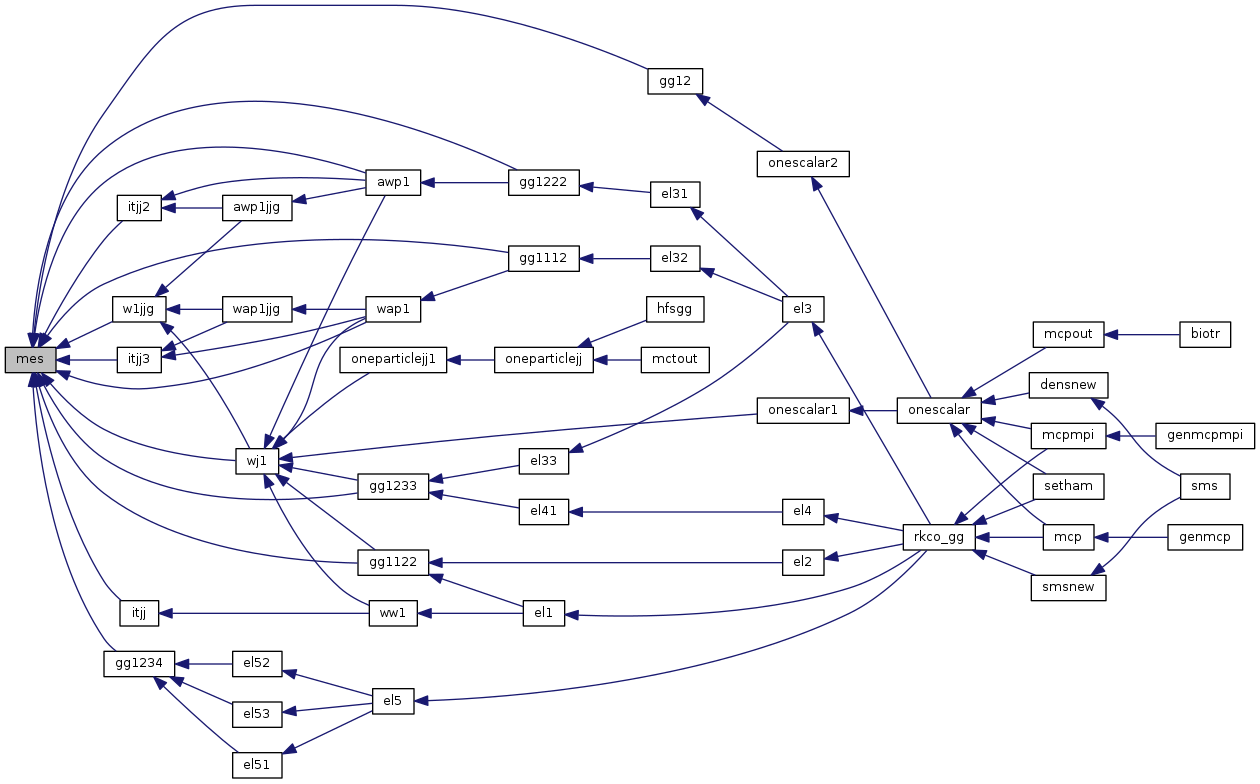 gg12
onescalar2
awp1
gg1222
el31
itjj2
awp1jjg
gg1112
el32
w1jjg
wap1jjg
wap1
hfsgg
el3
mes
itjj3
oneparticlejj1
oneparticlejj
mctout
mcpout
biotr
densnew
onescalar1
onescalar
mcpmpi
genmcpmpi
wj1
el33
gg1233
setham
sms
el41
el4
rkco_gg
mcp
genmcp
gg1122
el2
smsnew
itjj
ww1
el1
gg1234
el52
el53
el5
el51